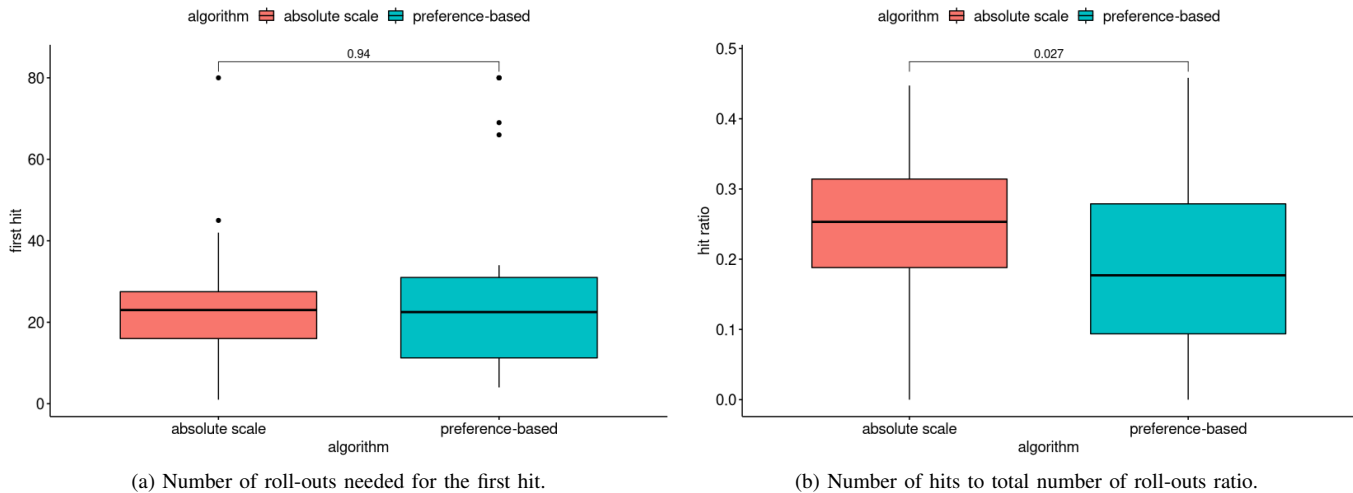 algorithm absolute scale preference-based
0.94
80
60
40
20
0
first hit
absolute scale preference-based
algorithm
(a) Number of roll-outs needed for the first hit.
algorithm absolute scale preference-based
0.027
0.5
0.4
0.3
0.2
0.1
0.0
hit ratio
absolute scale preference-based
algorithm
(b) Number of hits to total number of roll-outs ratio.